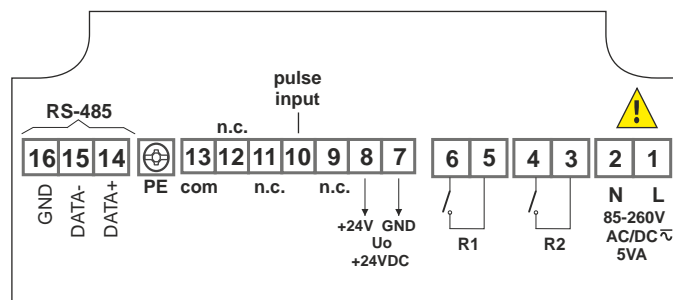 pulse
input
RS-485
n.c.
16 15 14 13 12 11 10 9 8 7 6 5 4 3 2 1
PE com n.c. n.c. N L
GND DATA- DATA+
+24V GND
Uo
+24VDC
R1 R2
85-260V
AC/DC
5VA